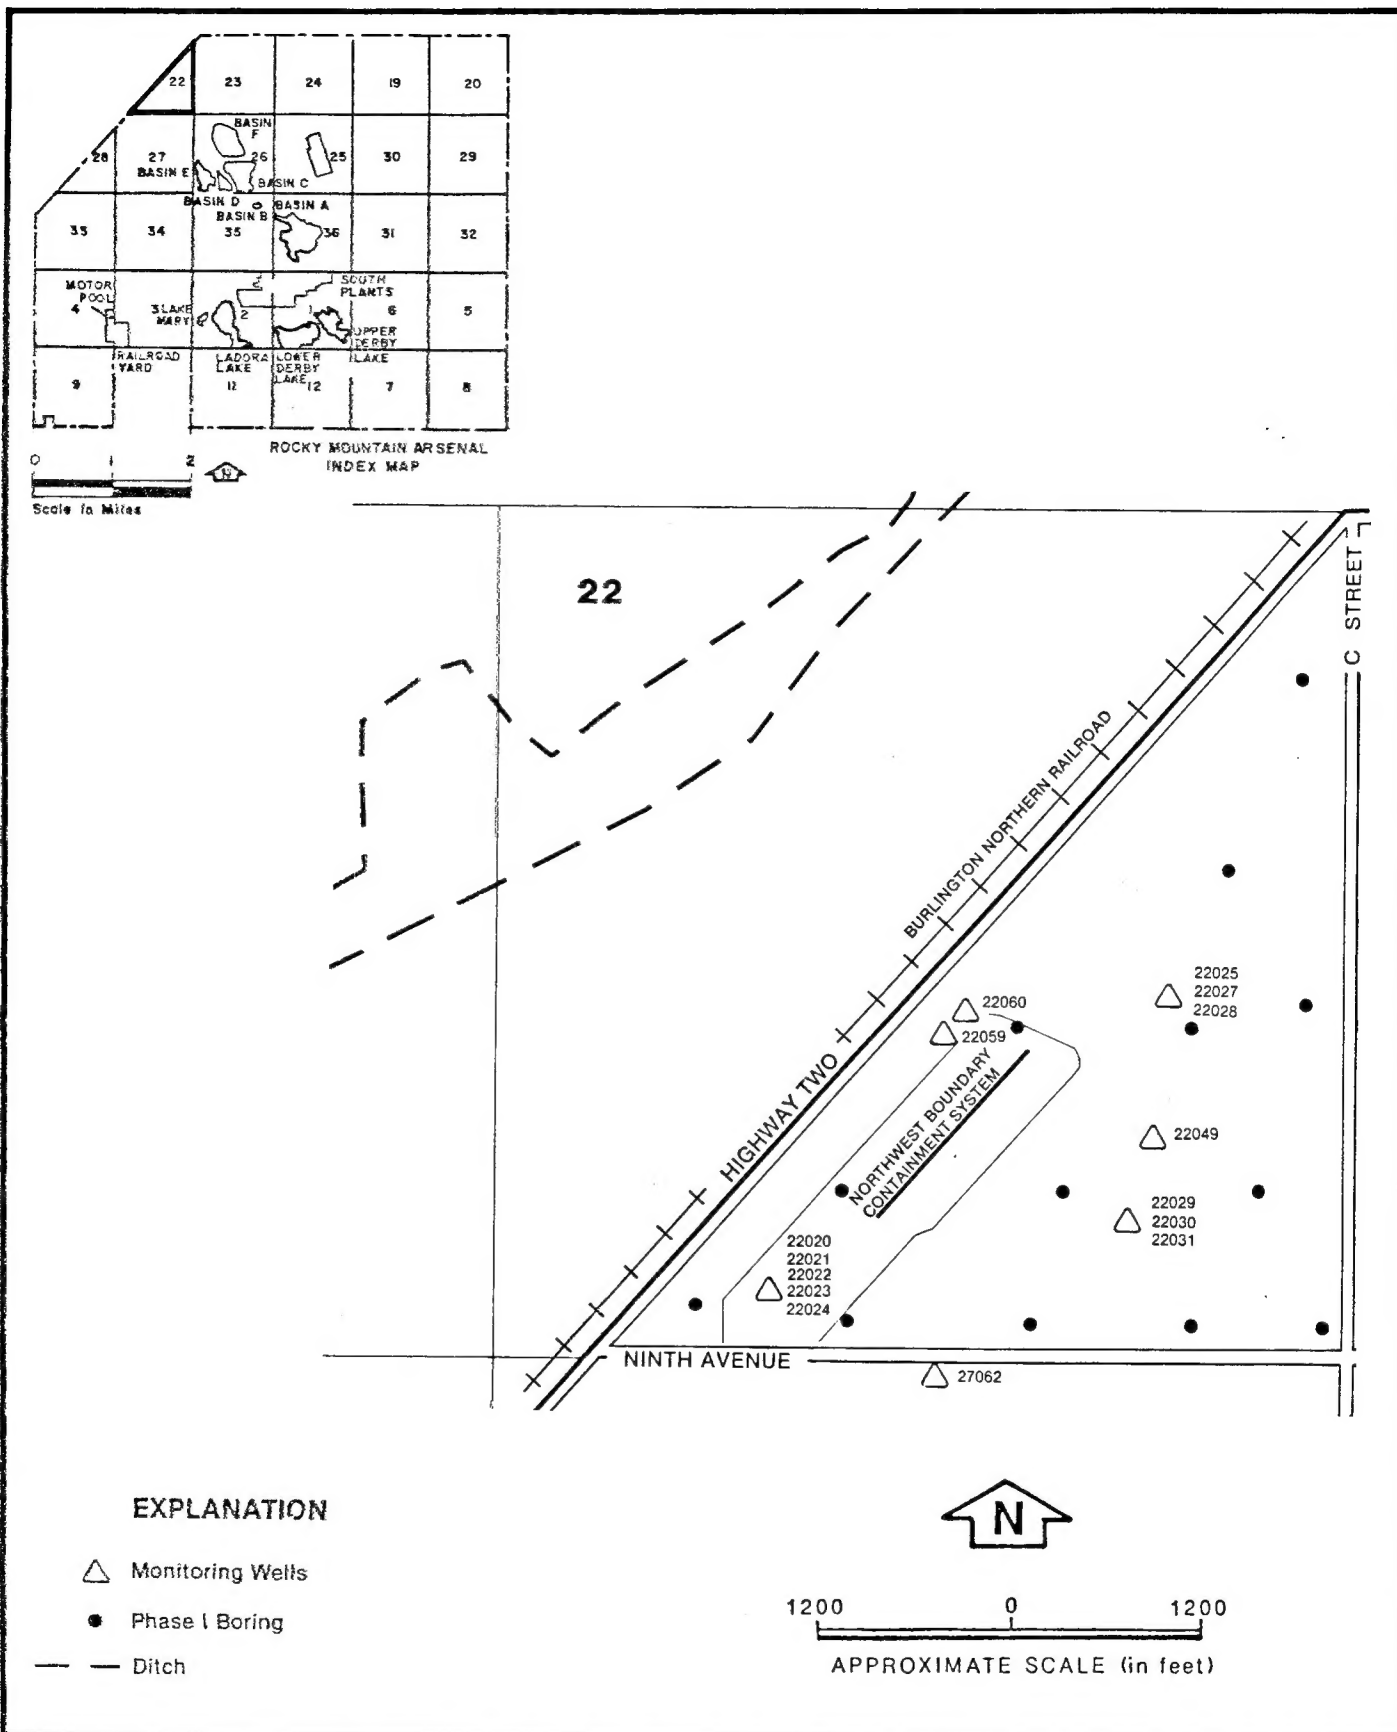 22 23 24 19 20
BASIN
F
28 27 26 25 30 29
BASIN E
BASIN C
BASIN D
BASIN A
BASIN B
33 34 35 36 31 32
MOTOR
POOL
SOUTH
PLANTS
4 3 LAKE
MARY
2 1 6 5
UPPER
DERBY
LAKE
RAILROAD
YARD
LADORA
LAKE
LOWER
DERBY
LAKE
9 11 12 7 8
ROCKY MOUNTAIN ARSENAL
INDEX MAP
0 1 2
N
Scale in Miles
22
C STREET
BURLINGTON NORTHERN RAILROAD
22025
22027
22028
22060
22059
HIGHWAY TWO
NORTHWEST BOUNDARY
CONTAINMENT SYSTEM
22049
22029
22030
22031
22020
22021
22022
22023
22024
NINTH AVENUE
27062
EXPLANATION
Monitoring Wells
Phase I Boring
Ditch
N
1200 0 1200
APPROXIMATE SCALE (in feet)